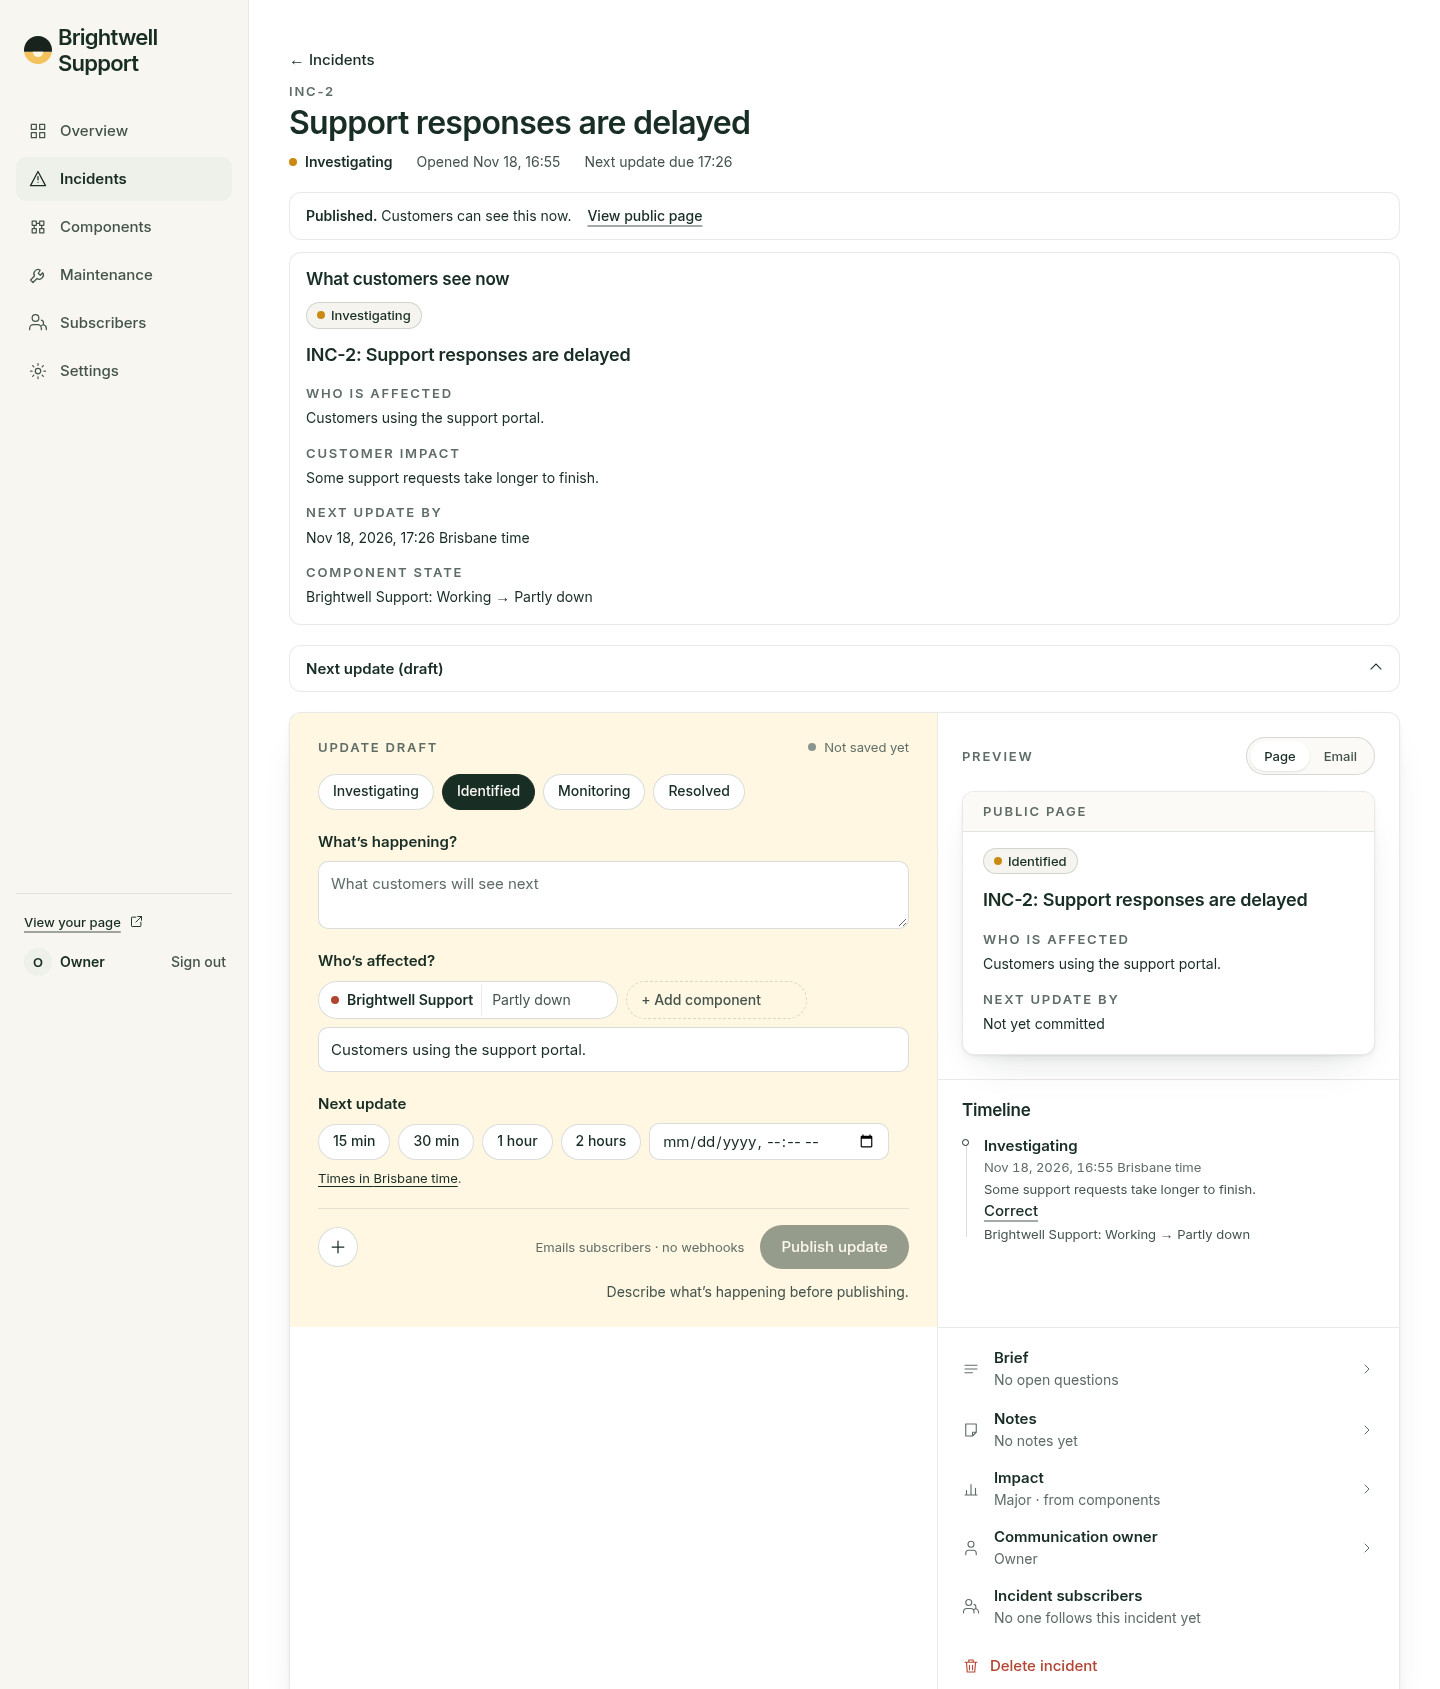 Brightwell
Support
Overview
Incidents
Components
Maintenance
Subscribers
Settings
View your page
O
Owner
Sign out
← Incidents
INC-2
Support responses are delayed
Investigating
Opened Nov 18, 16:55
Next update due 17:26
Published. Customers can see this now. View public page
What customers see now
Investigating
INC-2: Support responses are delayed
WHO IS AFFECTED
Customers using the support portal.
CUSTOMER IMPACT
Some support requests take longer to finish.
NEXT UPDATE BY
Nov 18, 2026, 17:26 Brisbane time
COMPONENT STATE
Brightwell Support: Working → Partly down
Next update (draft)
UPDATE DRAFT
Not saved yet
Investigating
Identified
Monitoring
Resolved
What’s happening?
What customers will see next
Who’s affected?
Brightwell Support
Partly down
+ Add component
Customers using the support portal.
Next update
15 min
30 min
1 hour
2 hours
mm/dd/yyyy, --:-- --
Times in Brisbane time.
Emails subscribers · no webhooks
Publish update
Describe what’s happening before publishing.
PREVIEW
Page
Email
PUBLIC PAGE
Identified
INC-2: Support responses are delayed
WHO IS AFFECTED
Customers using the support portal.
NEXT UPDATE BY
Not yet committed
Timeline
Investigating
Nov 18, 2026, 16:55 Brisbane time
Some support requests take longer to finish.
Correct
Brightwell Support: Working → Partly down
Brief
No open questions
Notes
No notes yet
Impact
Major · from components
Communication owner
Owner
Incident subscribers
No one follows this incident yet
Delete incident